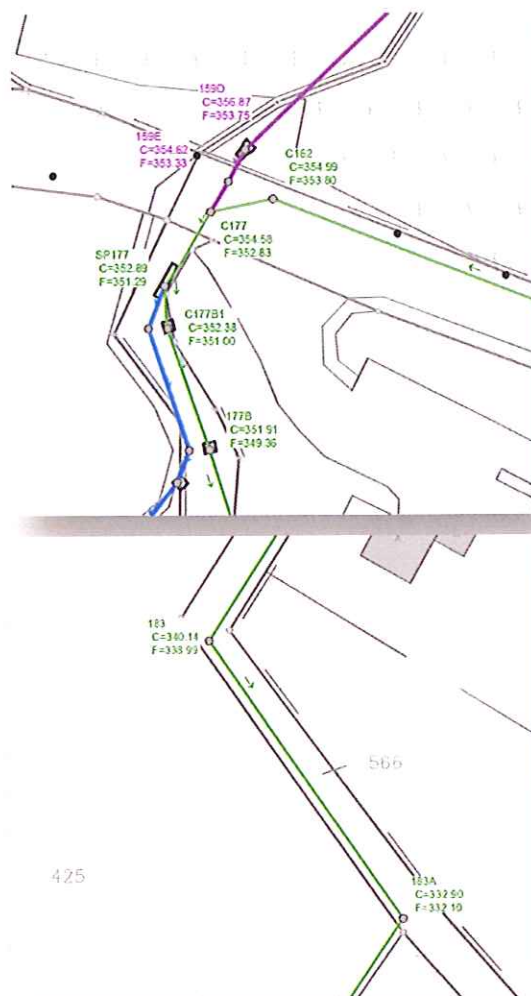 159D
C=356.87
F=353.75
159E
C=354.62
F=353.33
C162
C=354.99
F=353.80
C177
C=354.58
F=352.83
SP177
C=352.89
F=351.29
C177B1
C=352.38
F=351.00
177B
C=351.91
F=349.36
183
C=340.14
F=338.99
566
425
183A
C=332.90
F=332.19